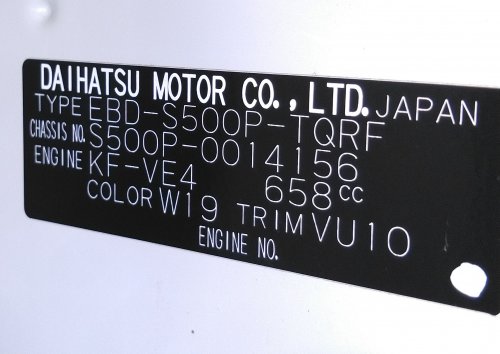 DAIHATSU MOTOR CO., LTD. JAPAN
TYPE EBD-S500P-TQRF
CHASSIS NO. S500P-0014156
ENGINE KF-VE4 658cc
COLOR W19 TRIM VU10
ENGINE NO.